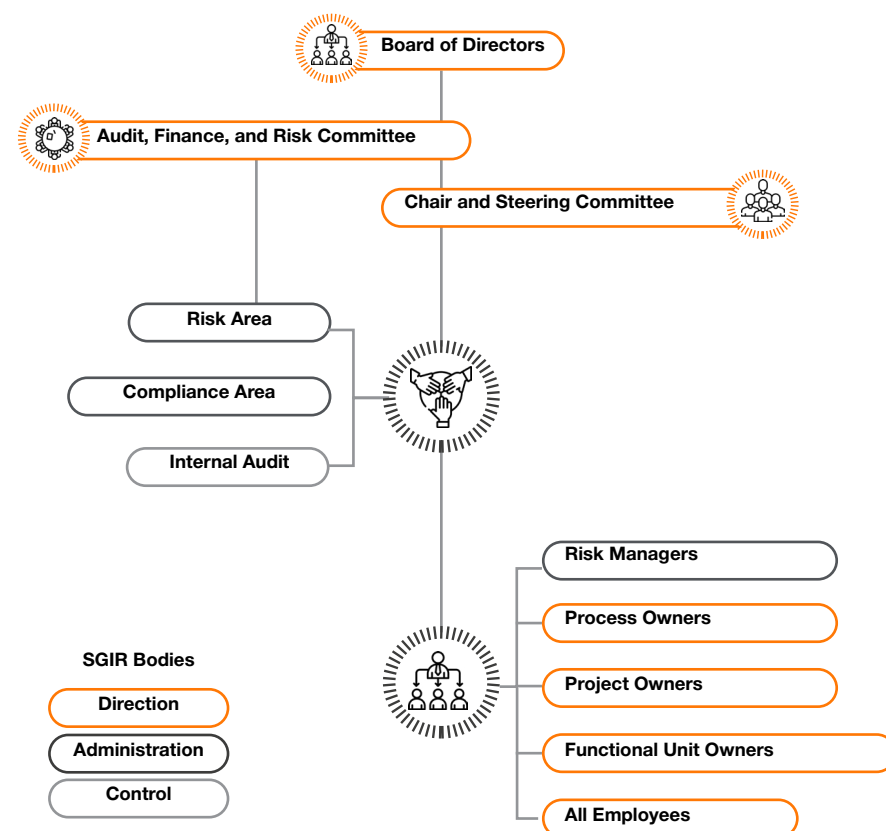 Board of Directors
Audit, Finance, and Risk Committee
Chair and Steering Committee
Risk Area
Compliance Area
Internal Audit
Risk Managers
Process Owners
Project Owners
Functional Unit Owners
All Employees
SGIR Bodies
Direction
Administration
Control